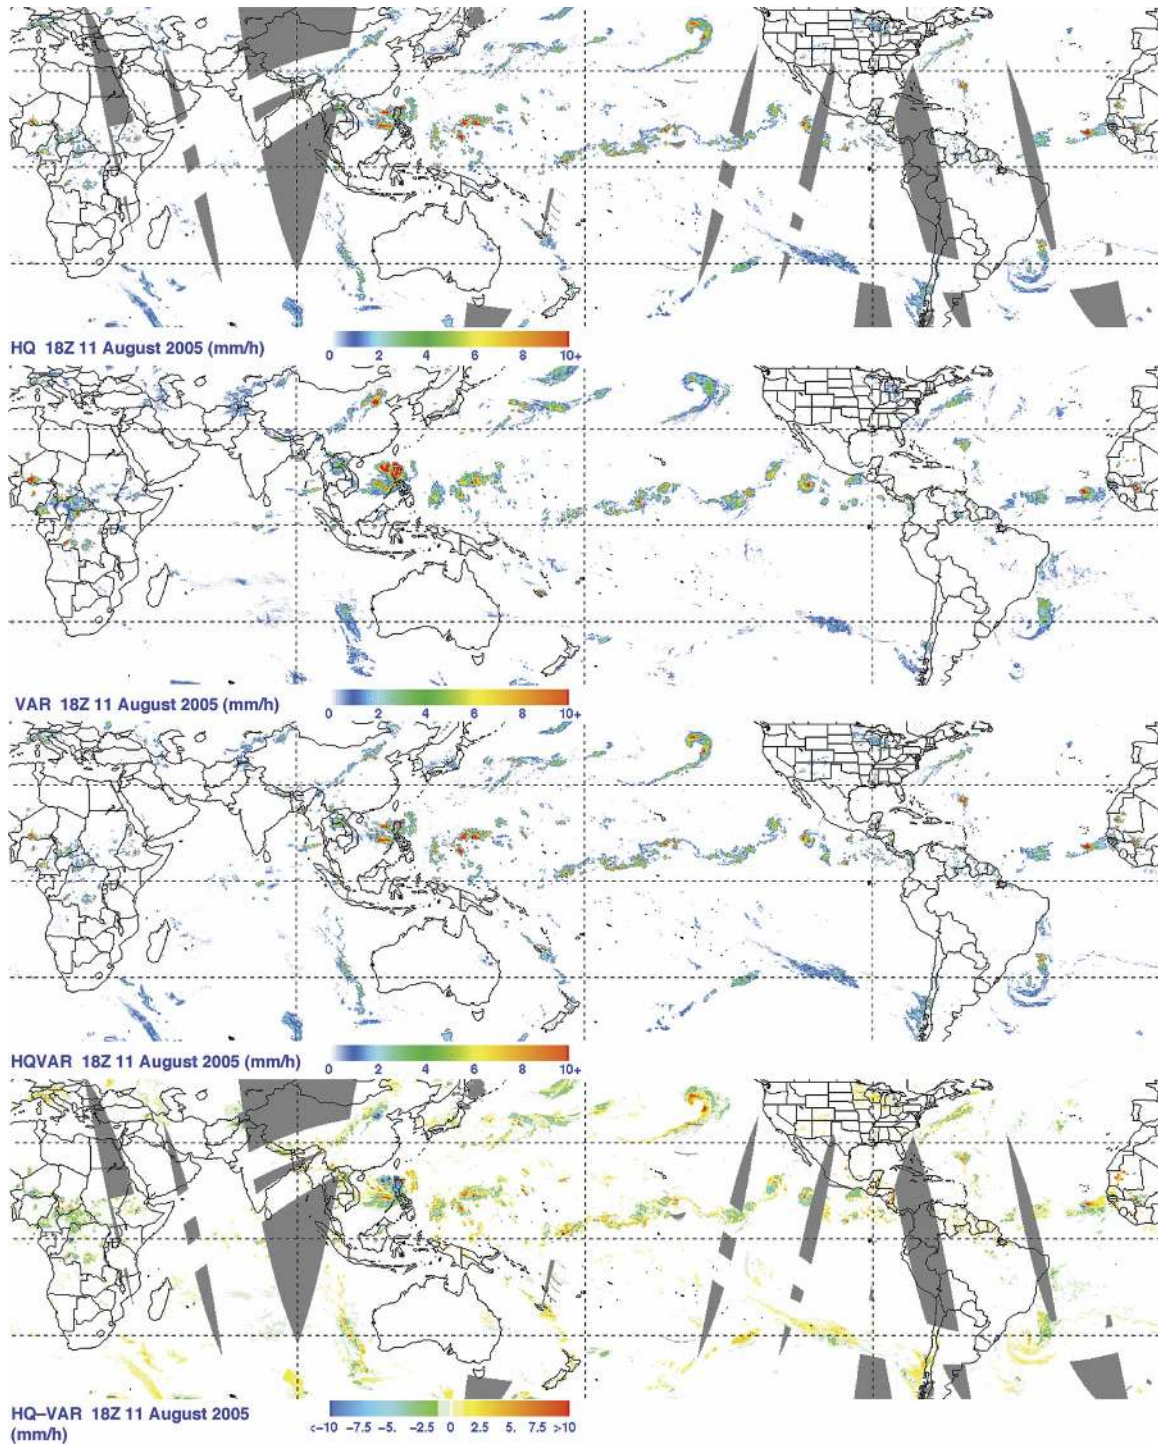 HQ 18Z 11 August 2005 (mm/h)
0 2 4 6 8 10+
VAR 18Z 11 August 2005 (mm/h)
0 2 4 6 8 10+
HQVAR 18Z 11 August 2005 (mm/h)
0 2 4 6 8 10+
HQ–VAR 18Z 11 August 2005
(mm/h)
<–10 –7.5 –5. –2.5 0 2.5 5. 7.5 >10